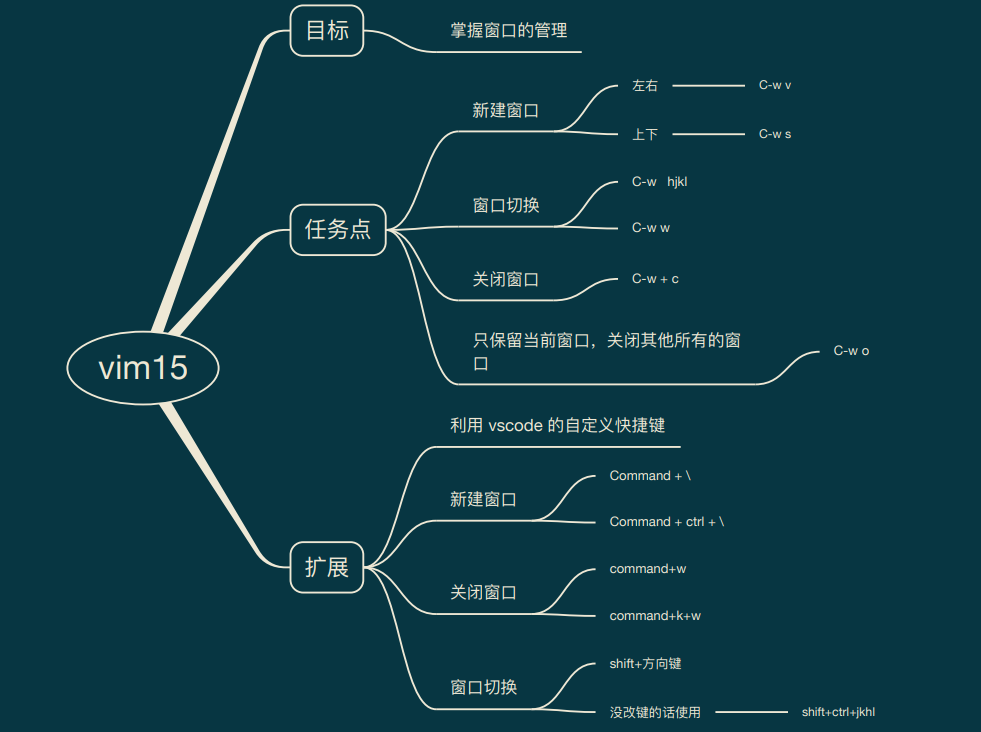 vim15
目标
掌握窗口的管理
任务点
新建窗口
左右
C-w v
上下
C-w s
窗口切换
C-w hjkl
C-w w
关闭窗口
C-w + c
只保留当前窗口，关闭其他所有的窗
口
C-w o
扩展
利用 vscode 的自定义快捷键
新建窗口
Command + \
Command + ctrl + \
关闭窗口
command+w
command+k+w
窗口切换
shift+方向键
没改键的话使用
shift+ctrl+jkhl